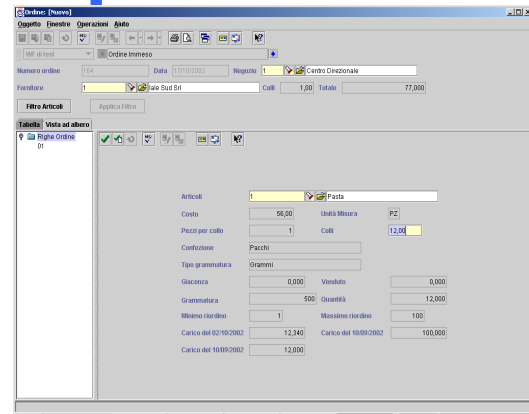 Ordine: [Nuovo]
Oggetto Finestre Operazioni Aiuto
WF di test Ordine Immeso
Numero ordine 164 Data 17/10/2002 Negozio 1 Centro Direzionale
Fornitore 1 iale Sud Srl Colli 1,00 Totale 77,000
Filtro Articoli Applica Filtro
Tabella Vista ad albero
Righe Ordine
01
Articoli 1 Pasta
Costo 56,00 Unità Misura PZ
Pezzi per collo 1 Colli 12,00
Confezione Pacchi
Tipo grammatura Grammi
Giacenza 0,000 Venduto 0,000
Grammatura 500 Quantità 12,000
Minimo riordino 1 Massimo riordino 100
Carico del 02/10/2002 12,340 Carico del 10/09/2002 100,000
Carico del 10/09/2002 12,000